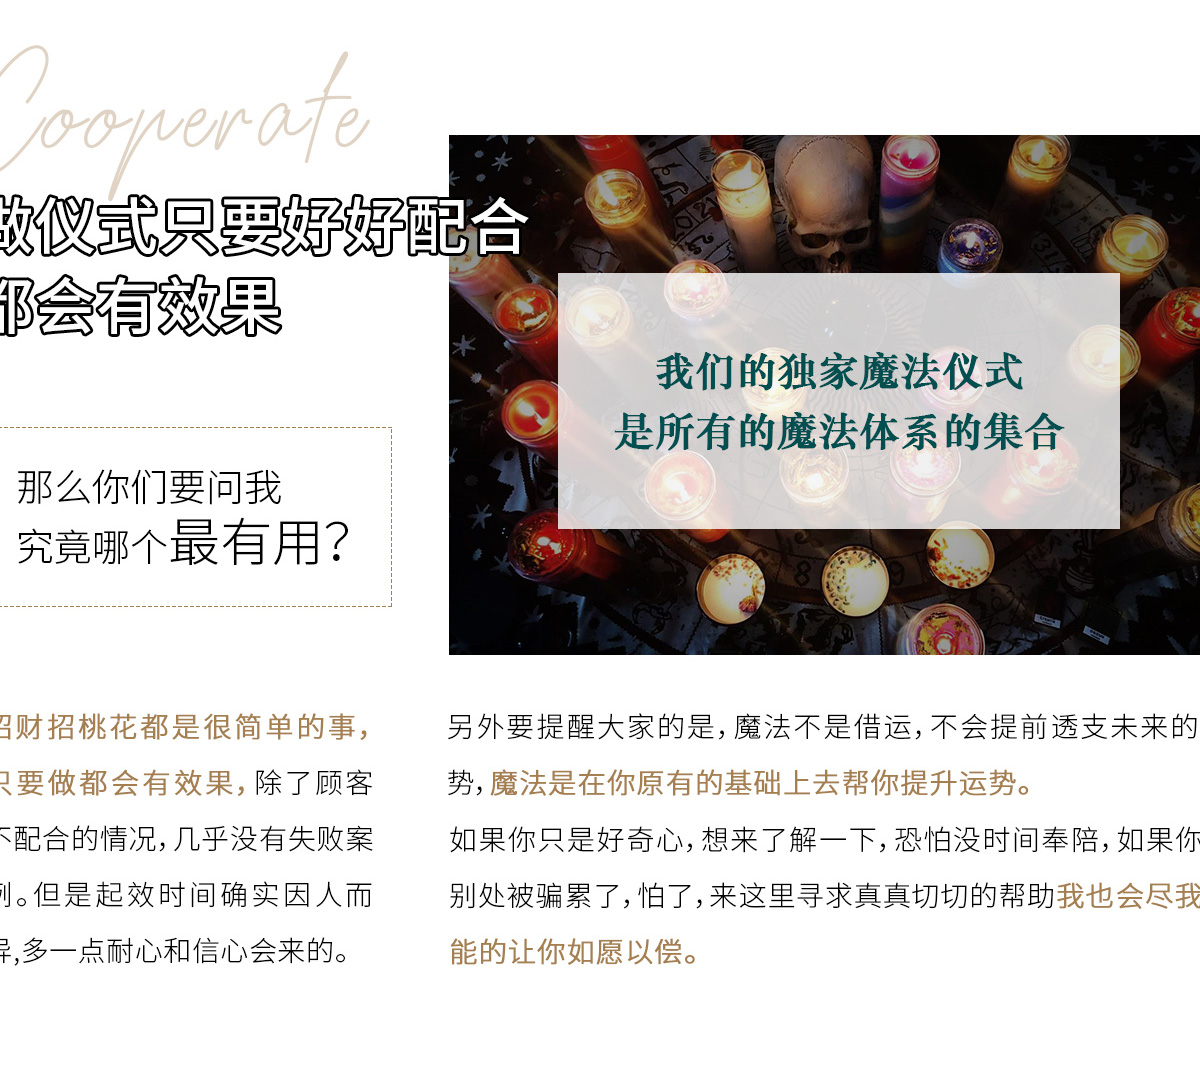 Cooperate
做仪式只要好好配合
都会有效果
那么你们要问我
究竟哪个最有用？
我们的独家魔法仪式
是所有的魔法体系的集合
招财招桃花都是很简单的事，
只要做都会有效果，除了顾客
不配合的情况，几乎没有失败案
例。但是起效时间确实因人而
异,多一点耐心和信心会来的。
另外要提醒大家的是，魔法不是借运，不会提前透支未来的
势，魔法是在你原有的基础上去帮你提升运势。
如果你只是好奇心，想来了解一下，恐怕没时间奉陪，如果你
别处被骗累了，怕了，来这里寻求真真切切的帮助我也会尽我
能的让你如愿以偿。